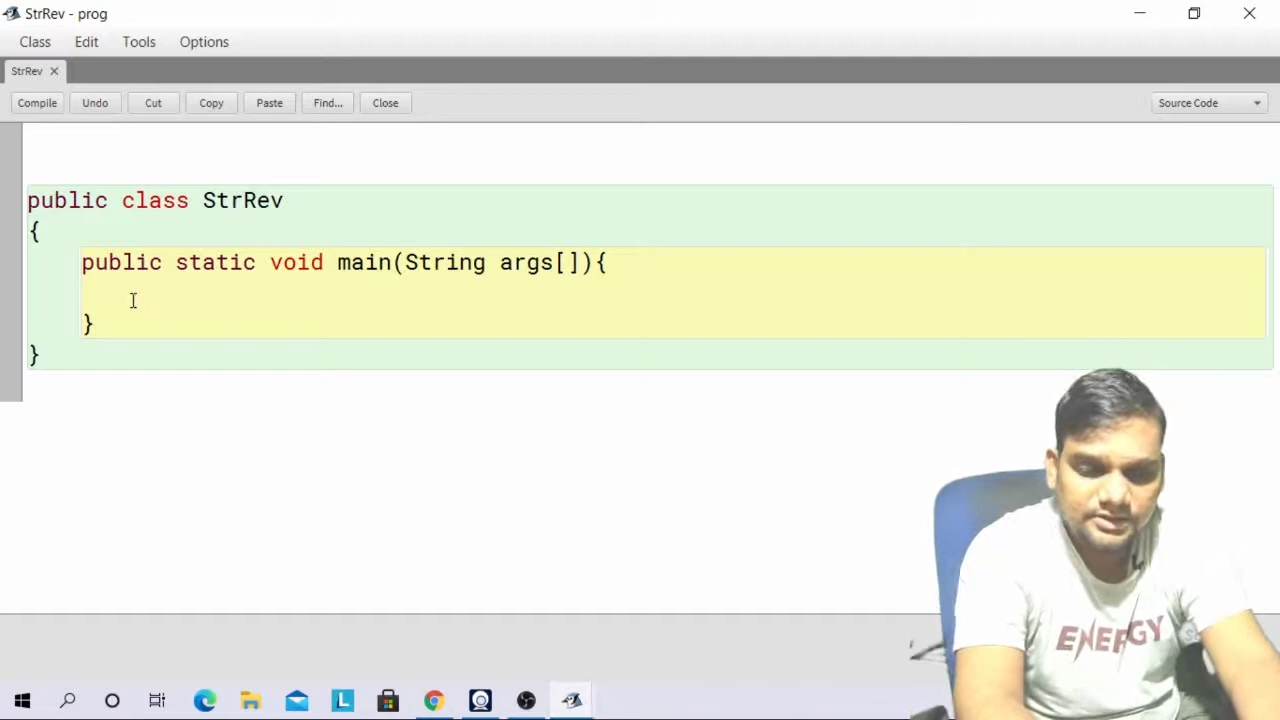 StrRev - prog
Class Edit Tools Options
StrRev
Compile Undo Cut Copy Paste Find... Close Source Code
public class StrRev
{
public static void main(String args[]){
}
}
ENERGY